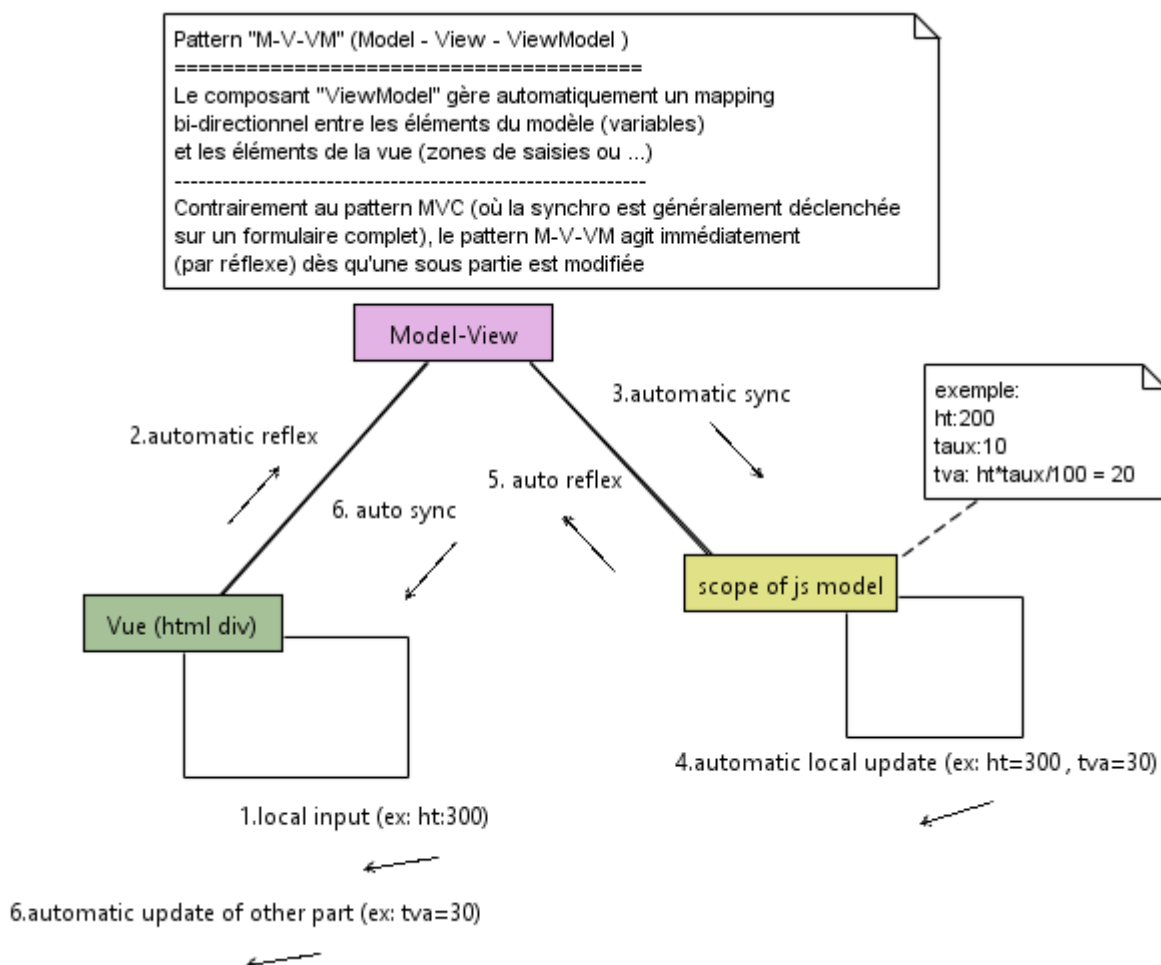 Pattern "M-V-VM" (Model - View - ViewModel )
=======================================
Le composant "ViewModel" gère automatiquement un mapping
bi-directionnel entre les éléments du modèle (variables)
et les éléments de la vue (zones de saisies ou ...)
-----------------------------------------------------------
Contrairement au pattern MVC (où la synchro est généralement déclenchée
sur un formulaire complet), le pattern M-V-VM agit immédiatement
(par réflexe) dès qu'une sous partie est modifiée
Model-View
3.automatic sync
exemple:
ht:200
taux:10
tva: ht*taux/100 = 20
2.automatic reflex
5. auto reflex
6. auto sync
scope of js model
Vue (html div)
4.automatic local update (ex: ht=300 , tva=30)
1.local input (ex: ht:300)
6.automatic update of other part (ex: tva=30)